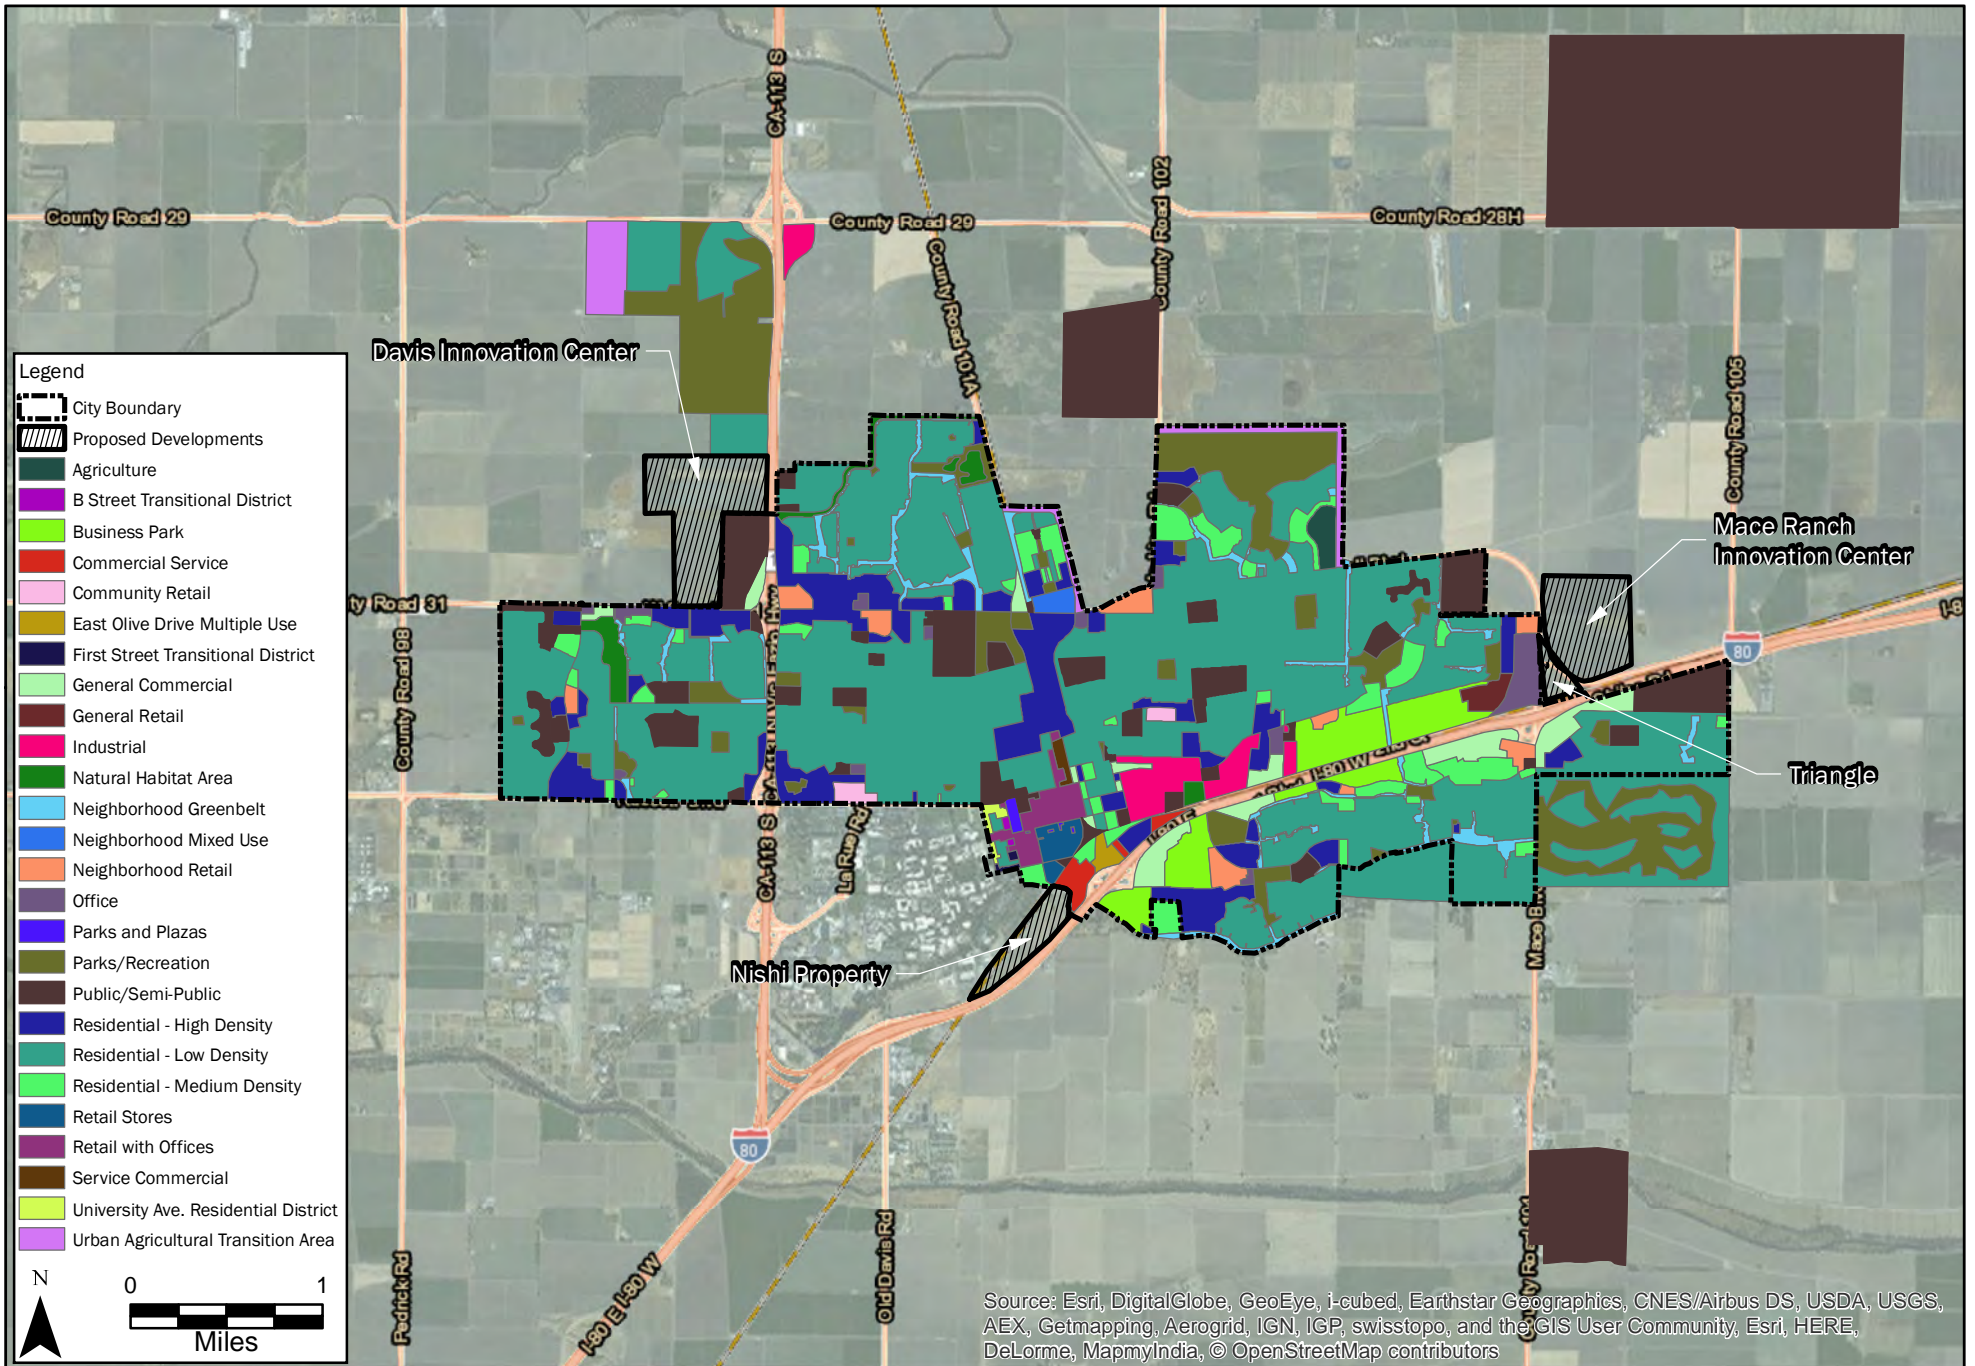 CA-113 S
County Road 29
County Road 29
County Road 102
County Road 28H
County Road 101A
Davis Innovation Center
County Road 105
Mace Ranch
Innovation Center
ty Road 31
County Road 98
I-8
80
Triangle
CA-113 S
La Rue Rd
Nishi Property
Mace Blv
80
I-80 E I-80 W
Old Davis Rd
Pedrick Rd
Legend
City Boundary
Proposed Developments
Agriculture
B Street Transitional District
Business Park
Commercial Service
Community Retail
East Olive Drive Multiple Use
First Street Transitional District
General Commercial
General Retail
Industrial
Natural Habitat Area
Neighborhood Greenbelt
Neighborhood Mixed Use
Neighborhood Retail
Office
Parks and Plazas
Parks/Recreation
Public/Semi-Public
Residential - High Density
Residential - Low Density
Residential - Medium Density
Retail Stores
Retail with Offices
Service Commercial
University Ave. Residential District
Urban Agricultural Transition Area
N
0 1
Miles
Source: Esri, DigitalGlobe, GeoEye, i-cubed, Earthstar Geographics, CNES/Airbus DS, USDA, USGS,
AEX, Getmapping, Aerogrid, IGN, IGP, swisstopo, and the GIS User Community, Esri, HERE,
DeLorme, MapmyIndia, © OpenStreetMap contributors